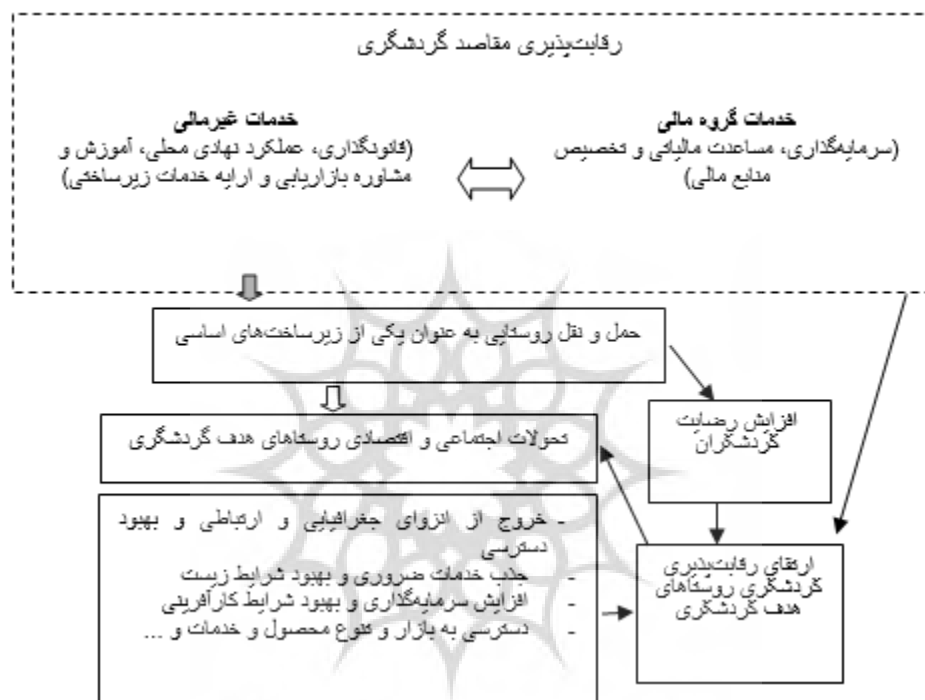 رقابت‌پذیری مقاصد گردشگری
خدمات گروه مالی
(سرمایه‌گذاری، مساعدت مالیاتی و تخصیص
منابع مالی)
خدمات غیرمالی
(قانونگذاری، عملکرد نهادی محلی، آموزش و
مشاوره بازاریابی و ارایه خدمات زیرساختی)
حمل و نقل روستایی به عنوان یکی از زیرساخت‌های اساسی
افزایش رضایت
گردشگران
تحولات اجتماعی و اقتصادی روستاهای هدف گردشگری
- خروج از انزوای جغرافیایی و ارتباطی و بهبود
دسترسی
- جذب خدمات ضروری و بهبود شرایط زیست
- افزایش سرمایه‌گذاری و بهبود شرایط کارآفرینی
- دسترسی به بازار و تنوع محصول و خدمات و ...
ارتقای رقابت‌پذیری
گردشگری روستاهای
هدف گردشگری